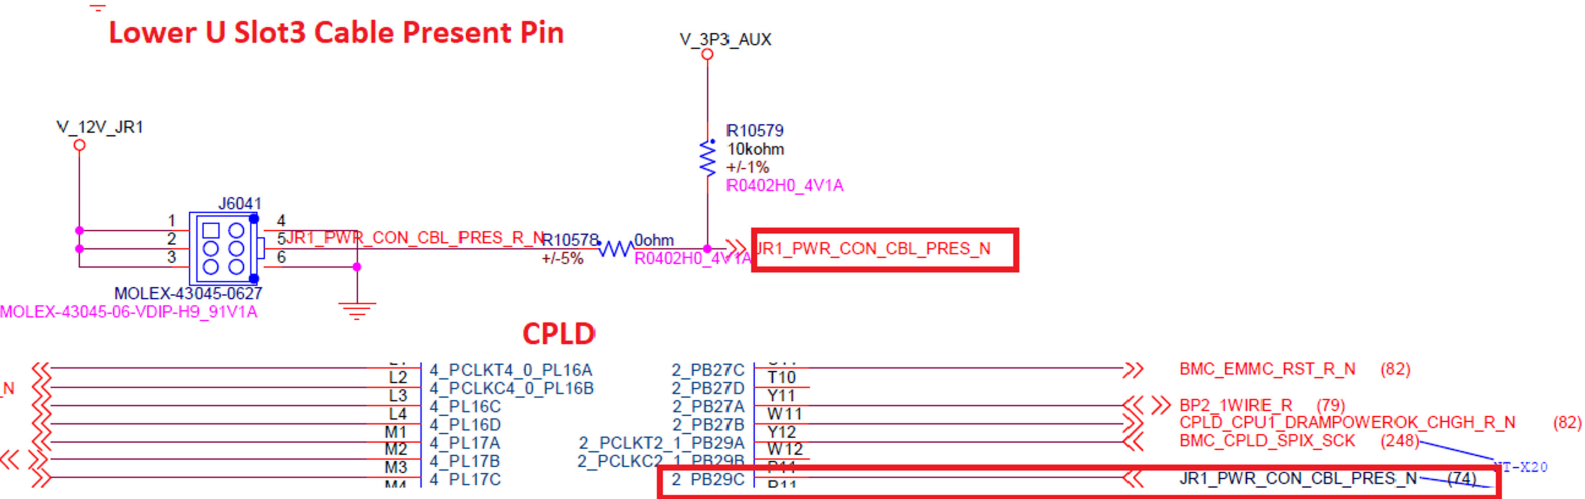 Lower U Slot3 Cable Present Pin
V_3P3_AUX
V_12V_JR1
R10579
10kohm
+/-1%
R0402H0_4V1A
J6041
1 4
2 5 JR1_PWR_CON_CBL_PRES_R_N R10578 0ohm JR1_PWR_CON_CBL_PRES_N
3 6 +/-5% R0402H0_4V1A
MOLEX-43045-0627
MOLEX-43045-06-VDIP-H9_91V1A
CPLD
4_PCLKT4_0_PL16A 2_PB27C BMC_EMMC_RST_R_N (82)
_N L2 4_PCLKC4_0_PL16B 2_PB27D T10
L3 4_PL16C 2_PB27A Y11 BP2_1WIRE_R (79)
L4 4_PL16D 2_PB27B W11 CPLD_CPU1_DRAMPOWEROK_CHGH_R_N (82)
M1 4_PL17A 2_PCLKT2_1_PB29A Y12 BMC_CPLD_SPIX_SCK (248)
M2 4_PL17B 2_PCLKC2_1_PB29B W12
M3 4_PL17C 2_PB29C JR1_PWR_CON_CBL_PRES_N (74)